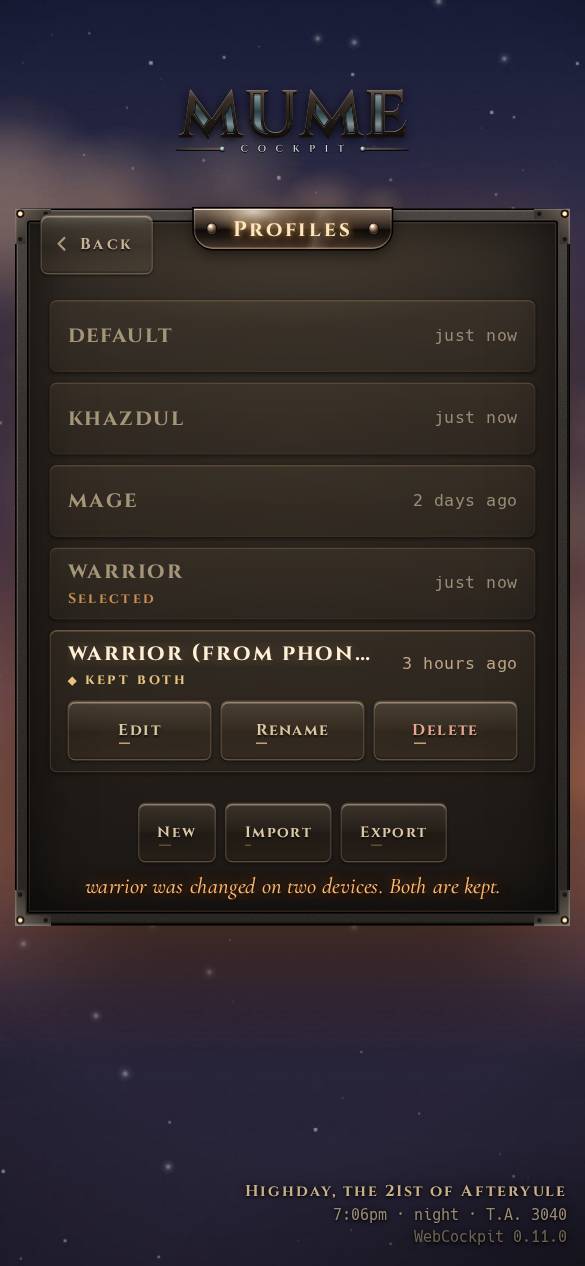 MUME
COCKPIT
PROFILES
BACK
DEFAULT just now
KHAZDUL just now
MAGE 2 days ago
WARRIOR just now
SELECTED
WARRIOR (FROM PHON… 3 hours ago
◆ KEPT BOTH
EDIT RENAME DELETE
NEW IMPORT EXPORT
warrior was changed on two devices. Both are kept.
HIGHDAY, THE 21ST OF AFTERYULE
7:06pm · night · T.A. 3040
WebCockpit 0.11.0